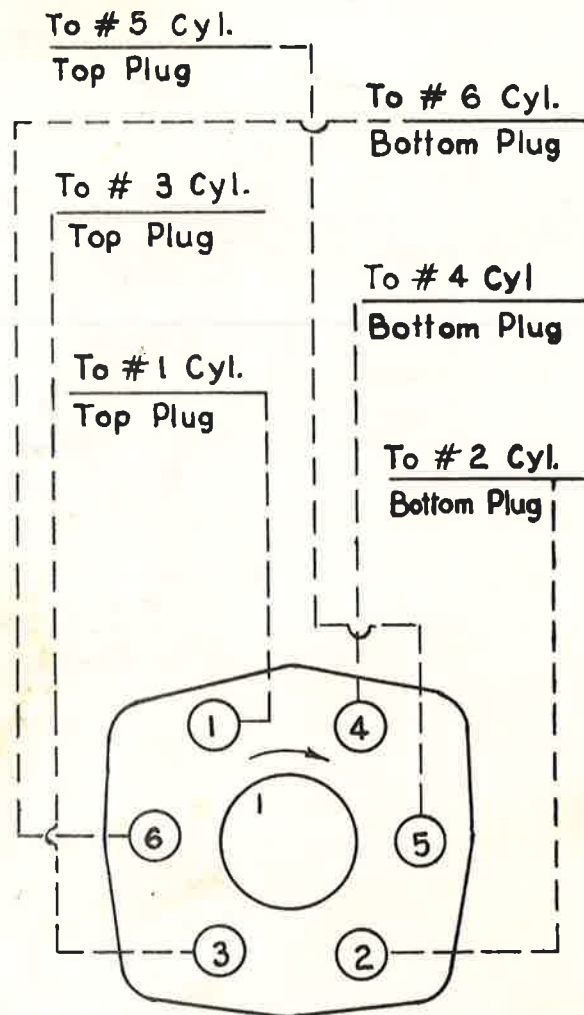 To # 5 Cyl.
Top Plug
To # 6 Cyl.
Bottom Plug
To # 3 Cyl.
Top Plug
To # 4 Cyl
Bottom Plug
To # 1 Cyl.
Top Plug
To # 2 Cyl.
Bottom Plug
1 4
1
6 5
3 2